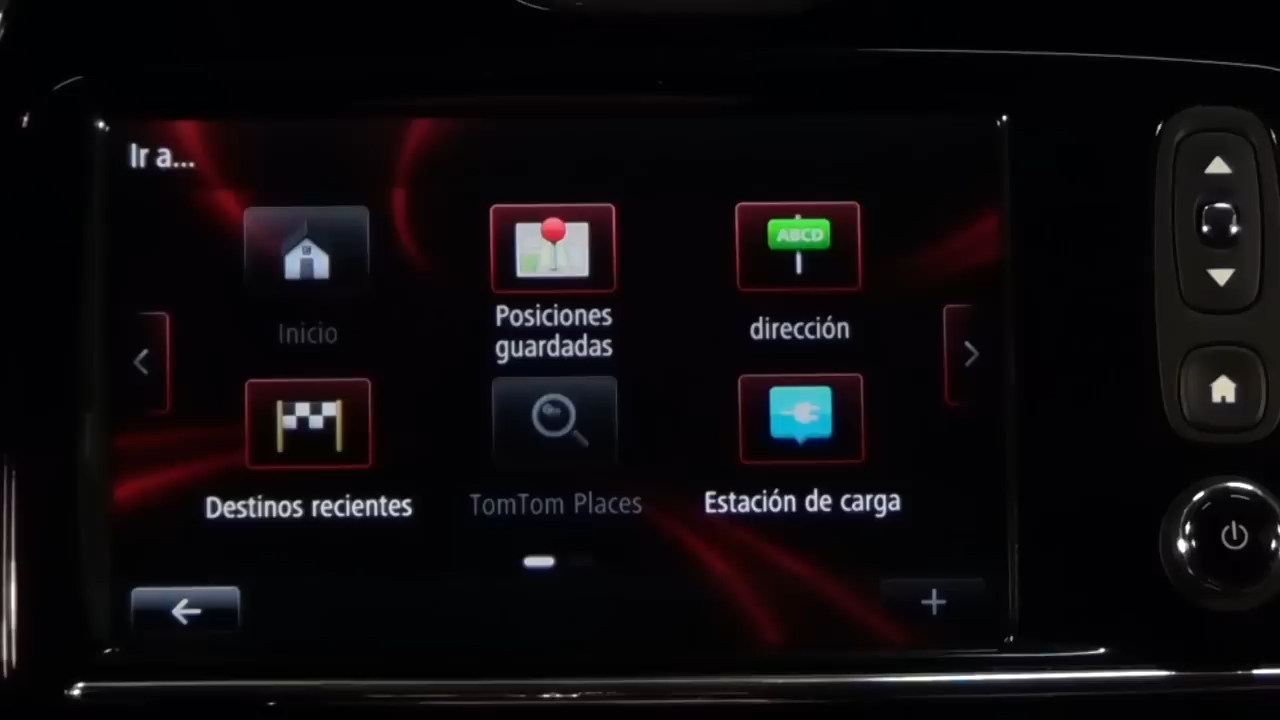 Ir a...
ABCD
Inicio
Posiciones
guardadas
dirección
Destinos recientes
TomTom Places
Estación de carga